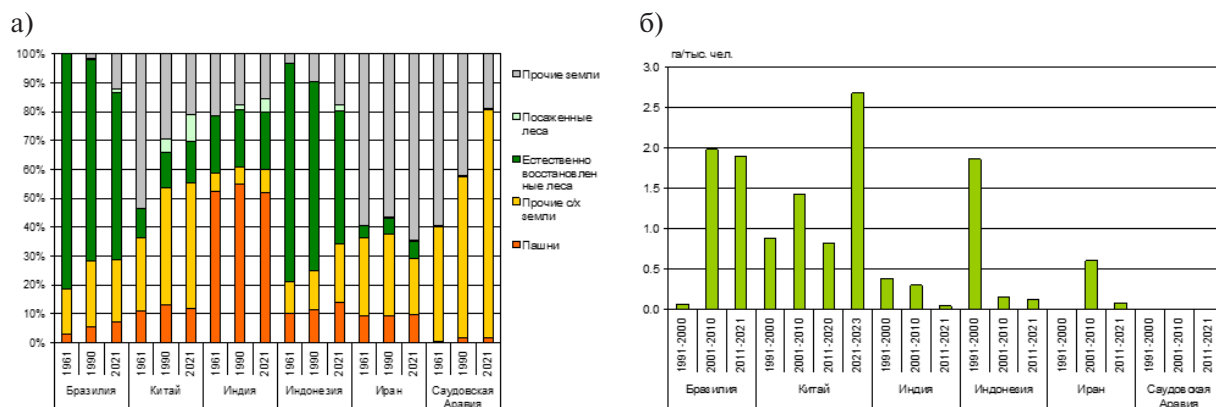 а)
б)
100%
90%
80%
70%
60%
50%
40%
30%
20%
10%
0%
1961
1990
2021
1961
1990
2021
1961
1990
2021
1961
1990
2021
1961
1990
2021
1961
1990
2021
Бразилия
Китай
Индия
Индонезия
Иран
Саудовская
Аравия
Прочие земли
Посаженные
леса
Естественно
восстановлен
ные леса
Прочие с/х
земли
Пашни
га/тыс. чел.
3.0
2.5
2.0
1.5
1.0
0.5
0.0
1991-2000
2001-2010
2011-2021
1991-2000
2001-2010
2011-2020
2021-2023
1991-2000
2001-2010
2011-2021
1991-2000
2001-2010
2011-2021
1991-2000
2001-2010
2011-2021
1991-2000
2001-2010
2011-2021
Бразилия
Китай
Индия
Индонезия
Иран
Саудовская
Аравия